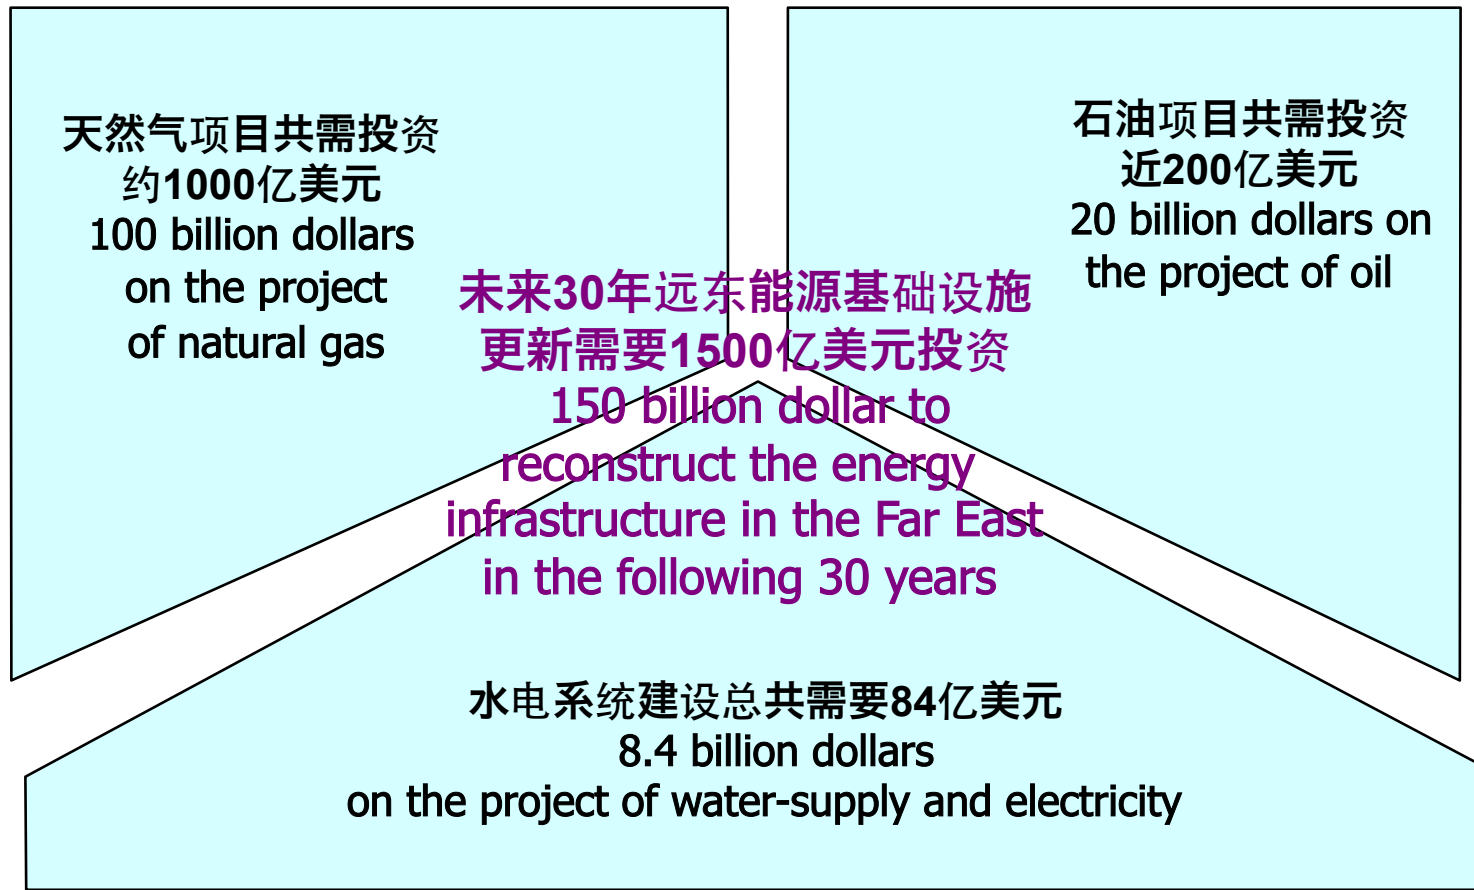 天然气项目共需投资
约1000亿美元
100 billion dollars
on the project
of natural gas
石油项目共需投资
近200亿美元
20 billion dollars on
the project of oil
未来30年远东能源基础设施
更新需要1500亿美元投资
150 billion dollar to
reconstruct the energy
infrastructure in the Far East
in the following 30 years
水电系统建设总共需要84亿美元
8.4 billion dollars
on the project of water-supply and electricity